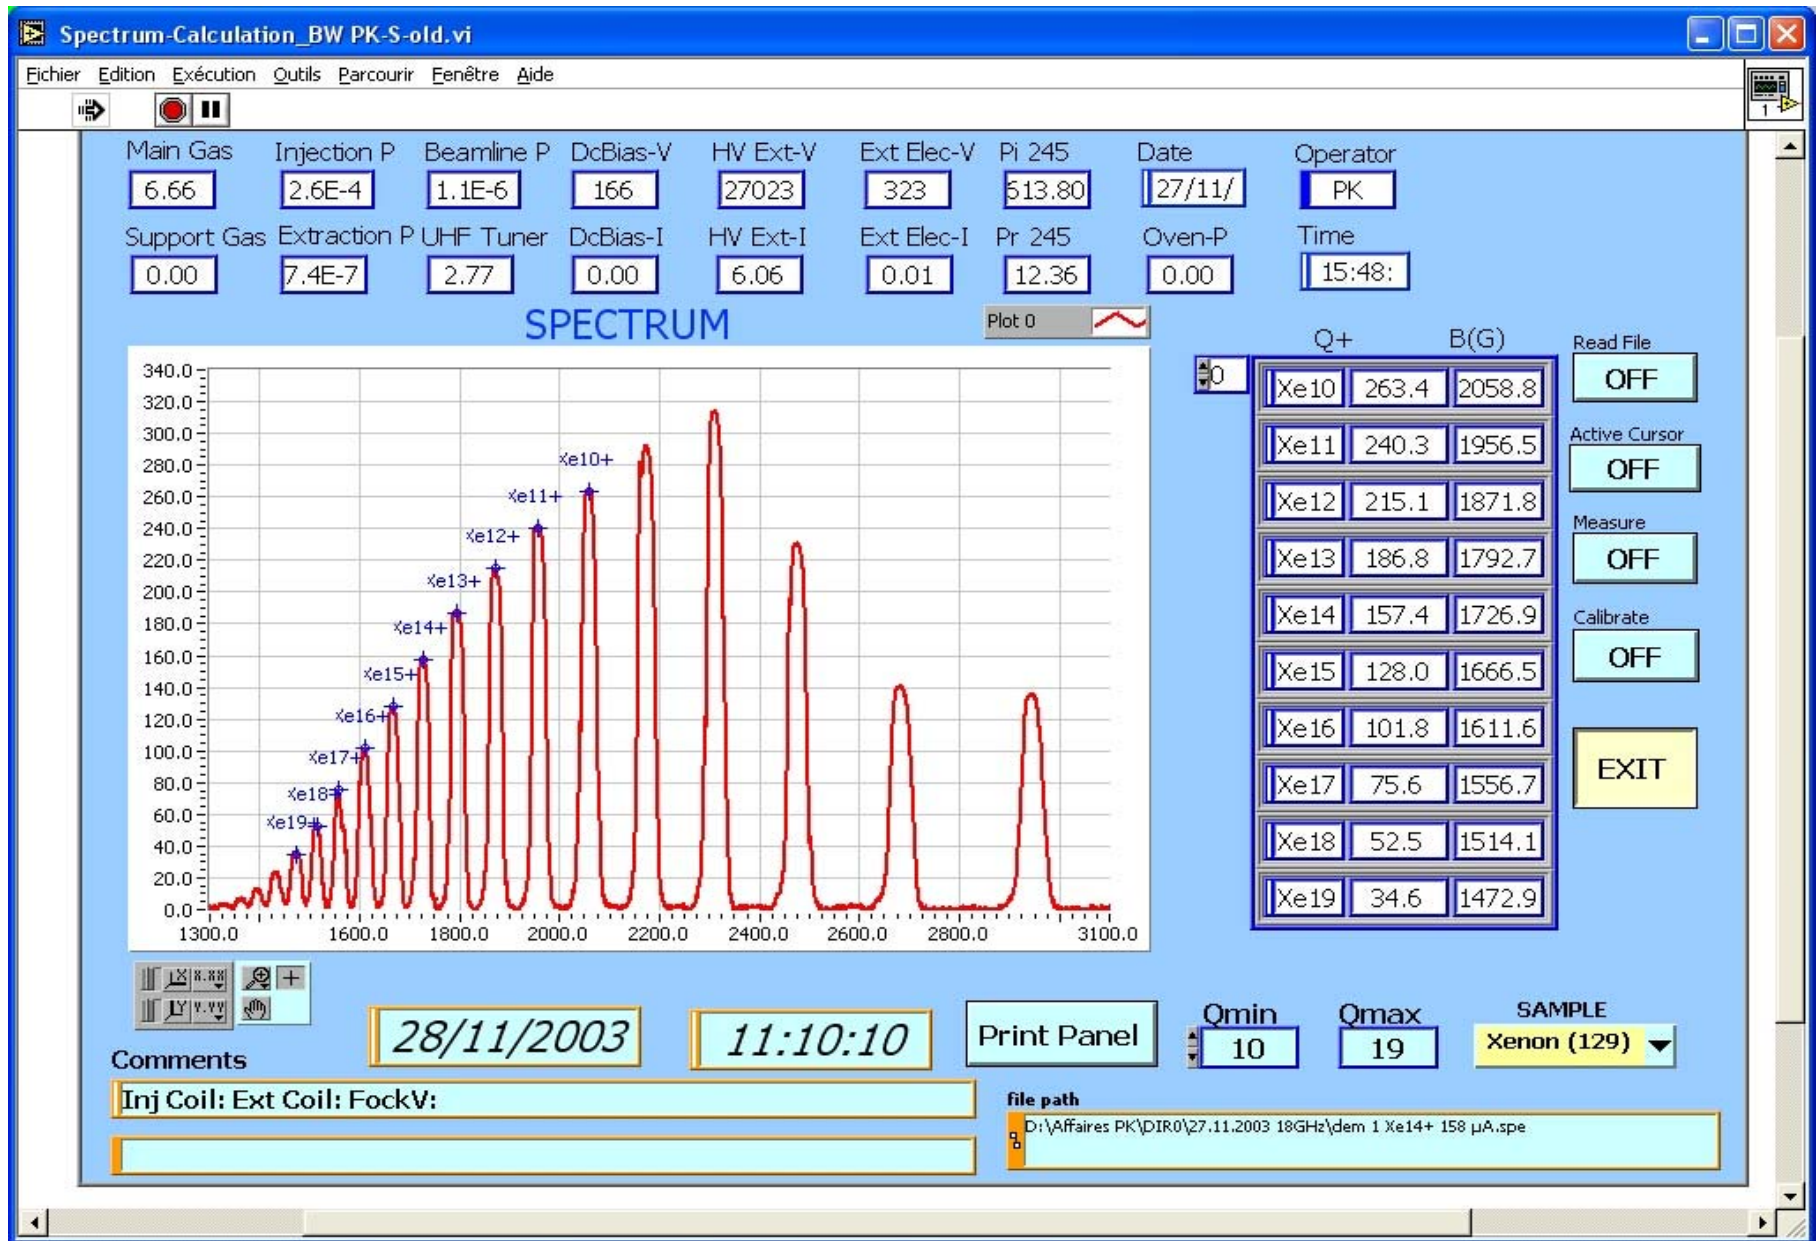 Spectrum-Calculation_BW PK-S-old.vi
Fichier Edition Exécution Outils Parcourir Fenêtre Aide
1
Main Gas Injection P Beamline P DcBias-V HV Ext-V Ext Elec-V Pi 245 Date Operator
6.66 2.6E-4 1.1E-6 166 27023 323 513.80 27/11/ PK
Support Gas Extraction P UHF Tuner DcBias-I HV Ext-I Ext Elec-I Pr 245 Oven-P Time
0.00 7.4E-7 2.77 0.00 6.06 0.01 12.36 0.00 15:48:
SPECTRUM
Plot 0
340.0
320.0
300.0
280.0
260.0
240.0
220.0
200.0
180.0
160.0
140.0
120.0
100.0
80.0
60.0
40.0
20.0
0.0
1300.0 1600.0 1800.0 2000.0 2200.0 2400.0 2600.0 2800.0 3100.0
Xe10+
Xe11+
Xe12+
Xe13+
Xe14+
Xe15+
Xe16+
Xe17+
Xe18+
Xe19+
Q+ B(G)
0
Xe10 263.4 2058.8
Xe11 240.3 1956.5
Xe12 215.1 1871.8
Xe13 186.8 1792.7
Xe14 157.4 1726.9
Xe15 128.0 1666.5
Xe16 101.8 1611.6
Xe17 75.6 1556.7
Xe18 52.5 1514.1
Xe19 34.6 1472.9
Read File
OFF
Active Cursor
OFF
Measure
OFF
Calibrate
OFF
EXIT
X 8.88
Y Y.YY
28/11/2003
11:10:10
Print Panel
Qmin Qmax SAMPLE
10 19 Xenon (129)
Comments
Inj Coil: Ext Coil: FockV:
file path
D:\Affaires PK\DIR0\27.11.2003 18GHz\dem 1 Xe14+ 158 µA.spe